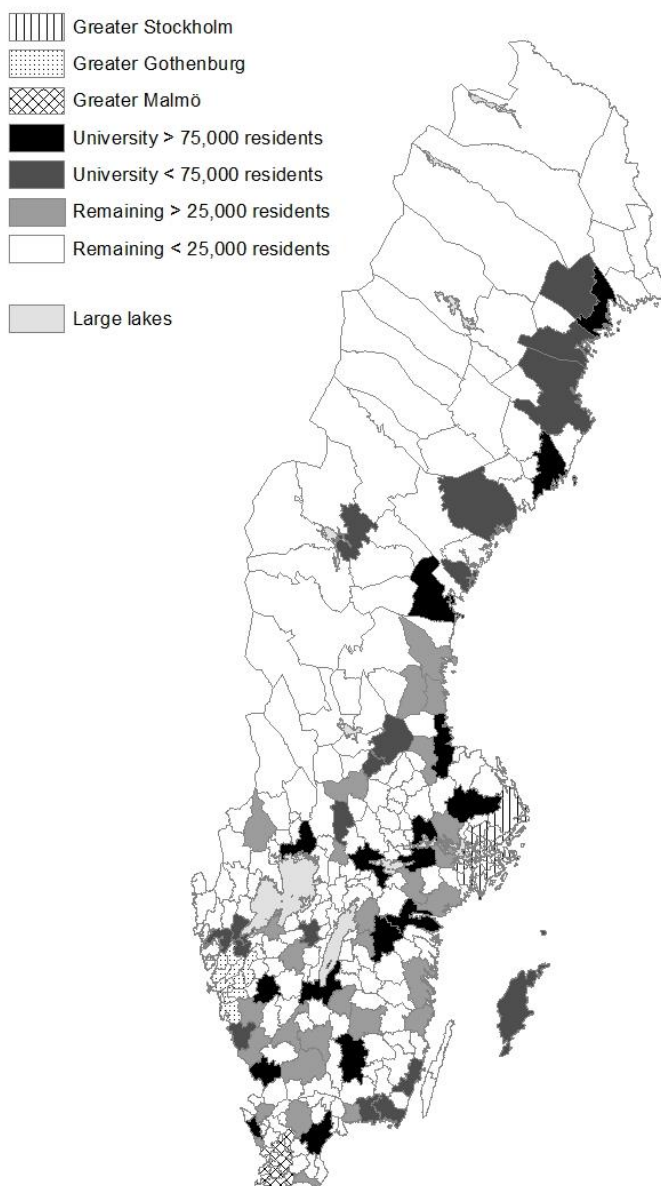 Greater Stockholm
Greater Gothenburg
Greater Malmö
University > 75,000 residents
University < 75,000 residents
Remaining > 25,000 residents
Remaining < 25,000 residents
Large lakes